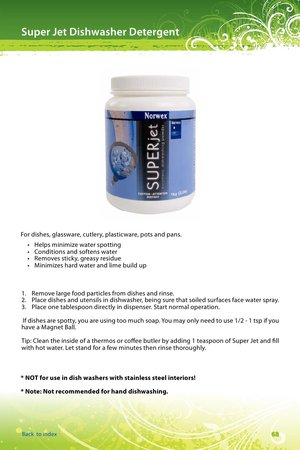 Super Jet Dishwasher Detergent
Norwex
SUPERjet
For dishes, glassware, cutlery, plasticware, pots and pans.
• Helps minimize water spotting
• Conditions and softens water
• Removes sticky, greasy residue
• Minimizes hard water and lime build up
1. Remove large food particles from dishes and rinse.
2. Place dishes and utensils in dishwasher, being sure that soiled surfaces face water spray.
3. Place one tablespoon directly in dispenser. Start normal operation.
If dishes are spotty, you are using too much soap. You may only need to use 1/2 - 1 tsp if you
have a Magnet Ball.
Tip: Clean the inside of a thermos or coffee butler by adding 1 teaspoon of Super Jet and fill
with hot water. Let stand for a few minutes then rinse thoroughly.
* NOT for use in dish washers with stainless steel interiors!
* Note: Not recommended for hand dishwashing.
Back to index
68